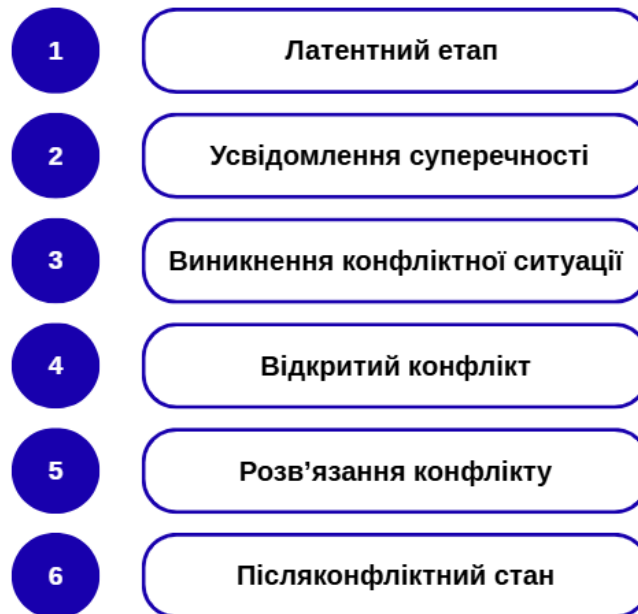 1 Латентний етап
2 Усвідомлення суперечності
3 Виникнення конфліктної ситуації
4 Відкритий конфлікт
5 Розв’язання конфлікту
6 Післяконфліктний стан